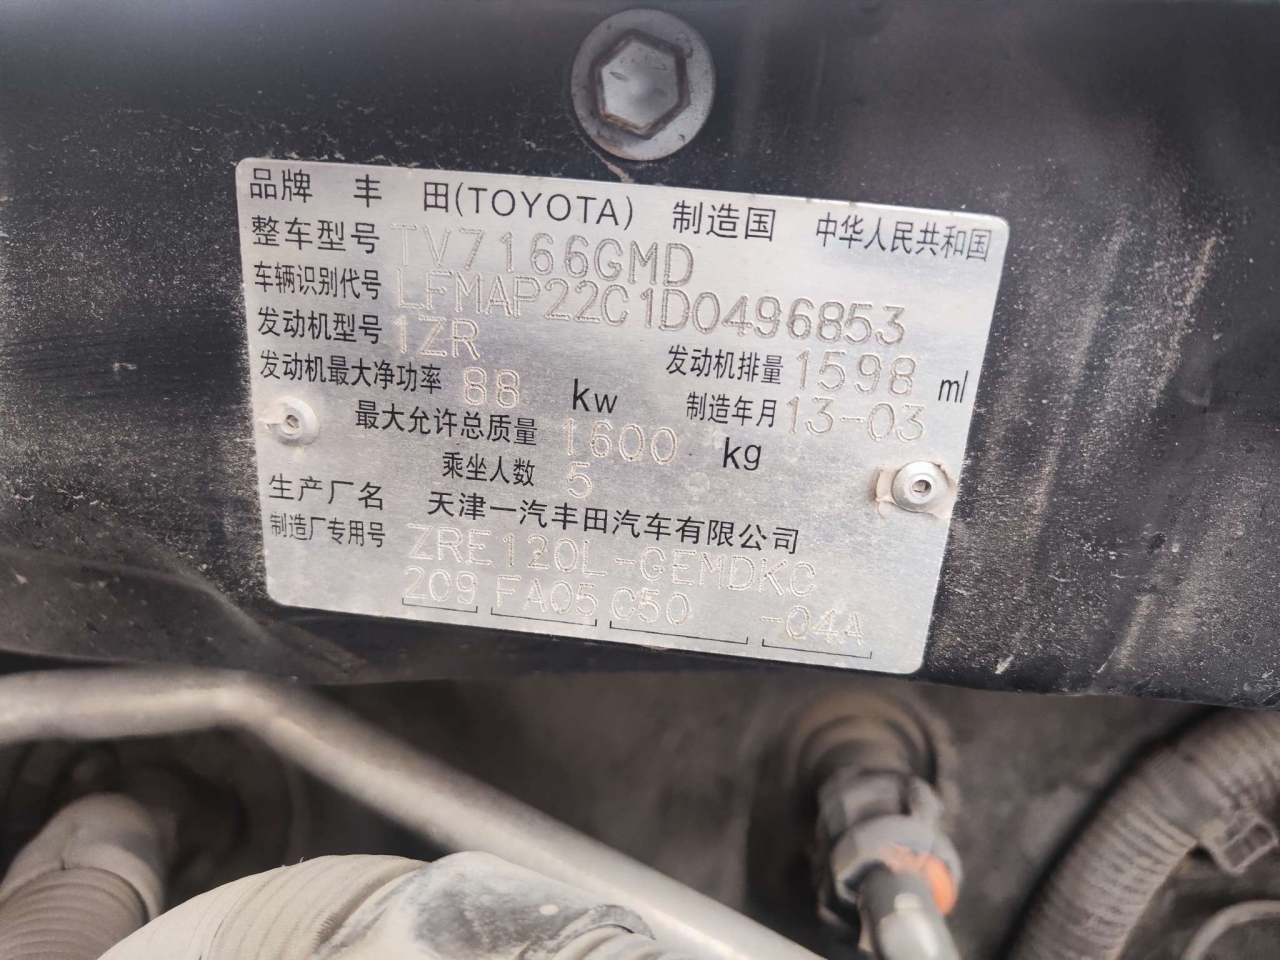 品牌 丰 田(TOYOTA) 制造国 中华人民共和国
整车型号 TV7166GMD
车辆识别代号 LFMAP22C1D0496853
发动机型号 1ZR 发动机排量 1598 ml
发动机最大净功率 88 kw 制造年月 13-03
最大允许总质量 1600 kg
乘坐人数 5
生产厂名 天津一汽丰田汽车有限公司
制造厂专用号 ZRE120L-GEMDKC
209 FA05 C50 -04A